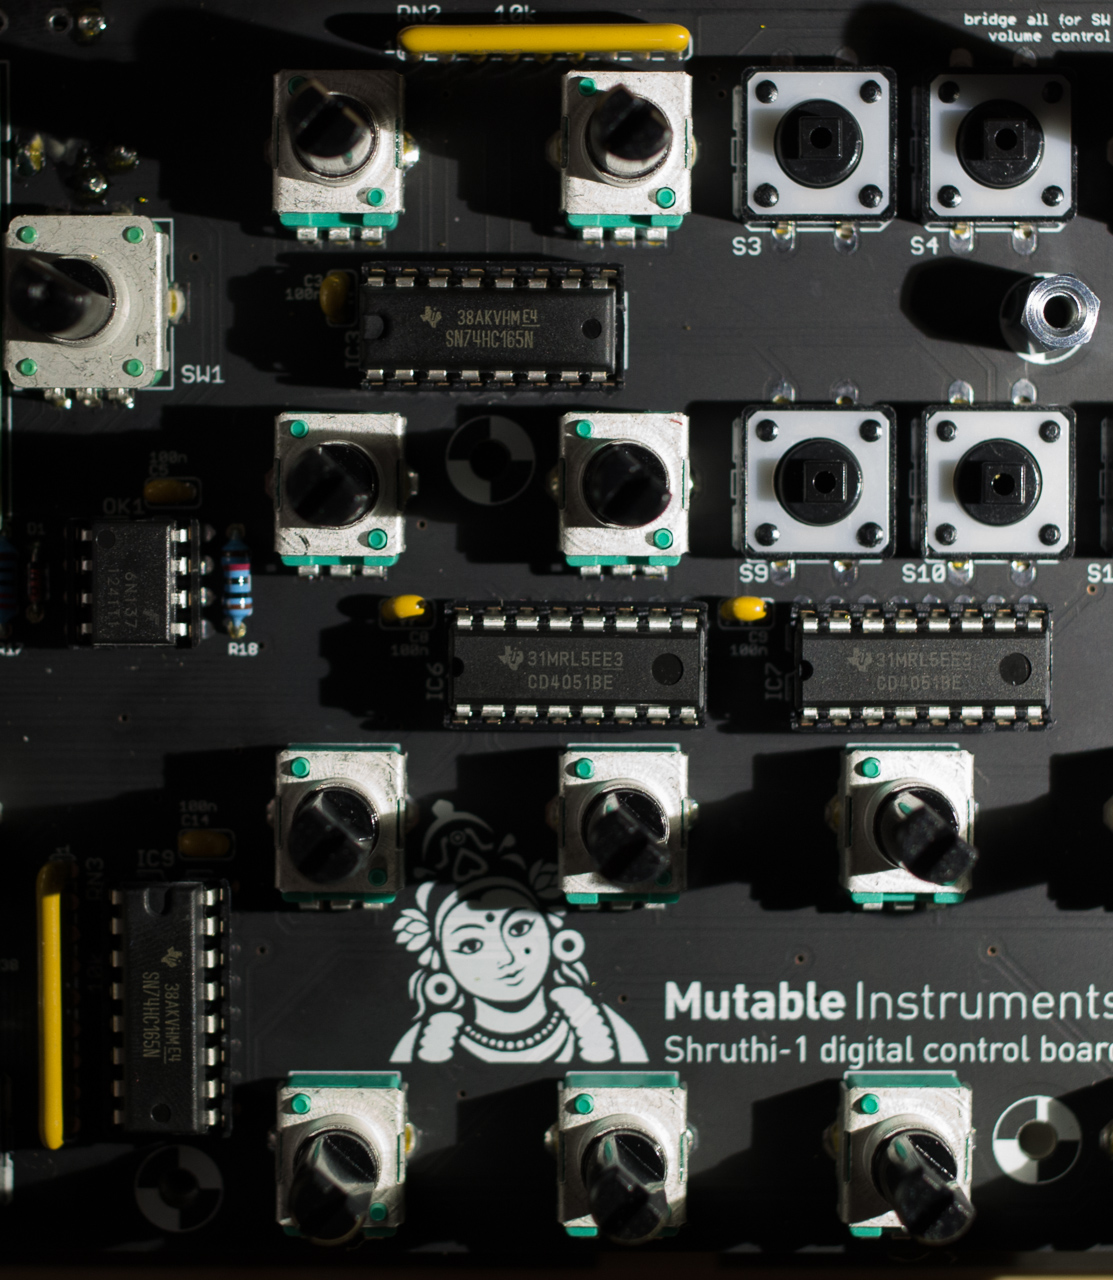 RN2 10k
bridge all for SW
volume control
S3
S4
C3
100n
IC3
38AKVHM E4
SN74HC165N
SW1
100n
C5
OK1
D1
6N137
R17
R18
S9
S10
S1
C8
100n
IC6
31MRL5EE3
CD4051BE
C9
100n
IC7
31MRL5EE3
CD4051BE
100n
C14
IC9
RN3
38AKVHM E4
SN74HC165N
Mutable Instruments
Shruthi-1 digital control board